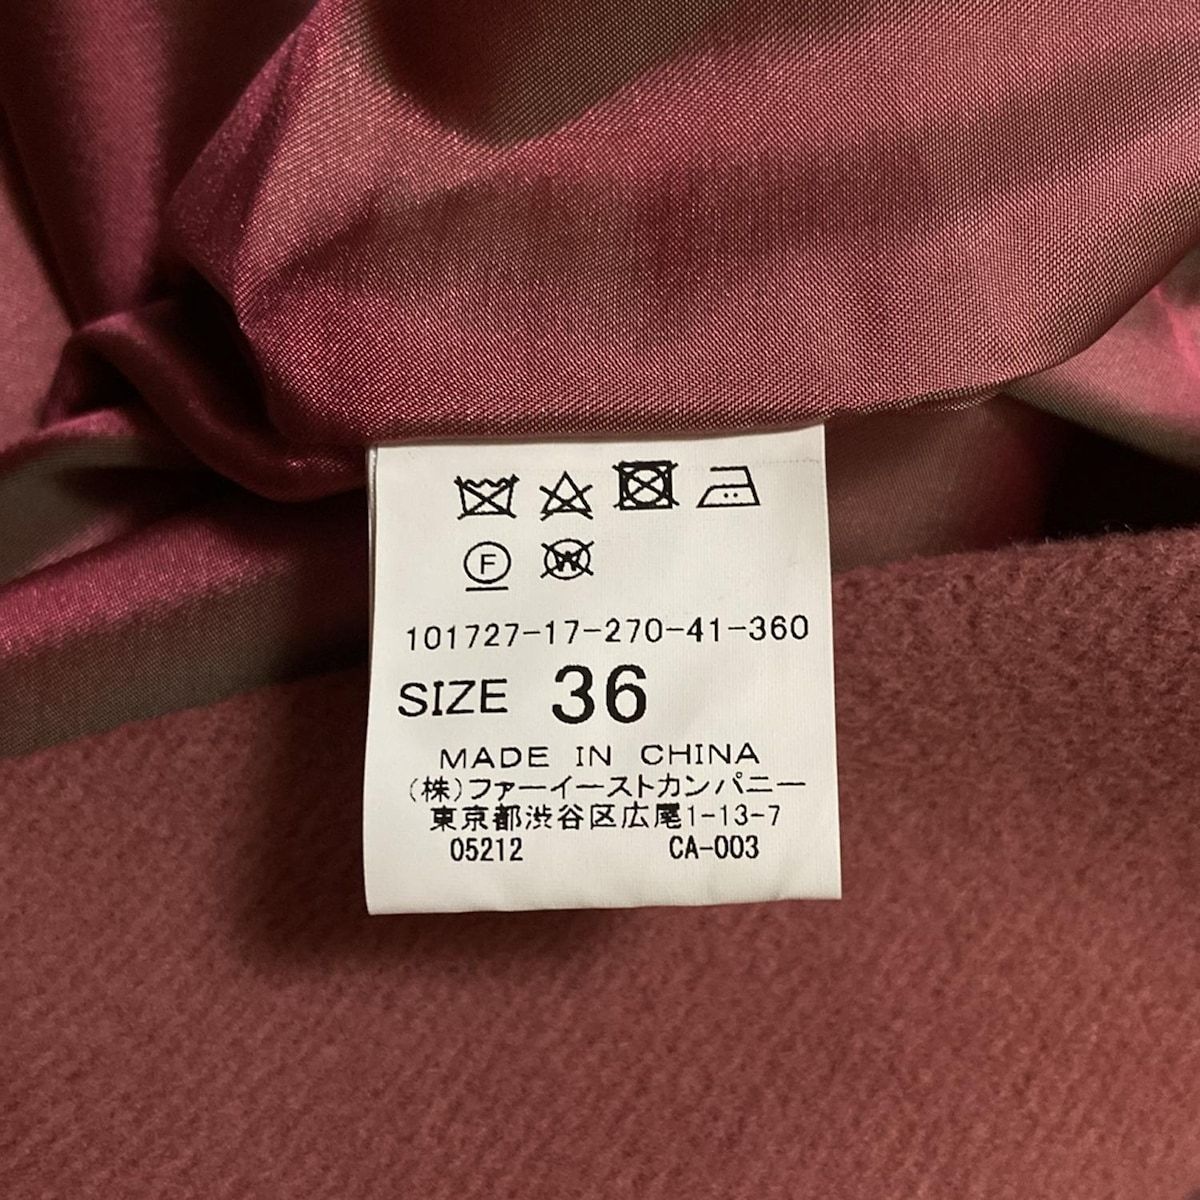 F W
101727-17-270-41-360
SIZE 36
MADE IN CHINA
(株)ファーイーストカンパニー
東京都渋谷区広尾1-13-7
05212 CA-003